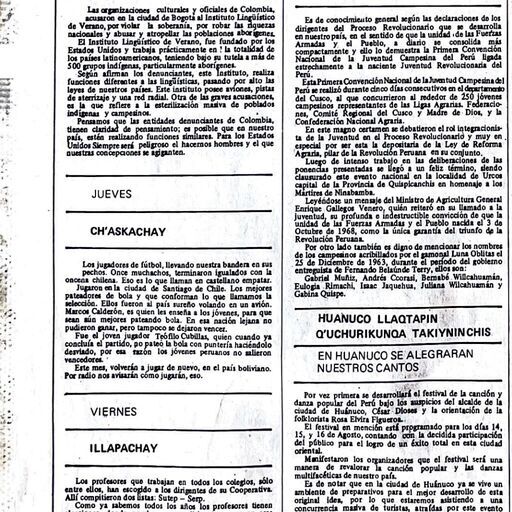 Las organizaciones culturales y oficiales de Colombia,
acusaron en la ciudad de Bogotá al Instituto Lingüístico
de Verano, por violar la soberanía, por robar las riquezas
nacionales y abusar y atropellar las poblaciones aborígenes.
El Instituto Lingüístico de Verano, fue fundado por los
Estados Unidos y trabaja prácticamente en la totalidad de
los países latinoamericanos, teniendo bajo su tutela a más de
500 grupos indígenas, particularmente aborígenes.
Según afirman los denunciantes, este Instituto, realiza
funciones diferentes a las lingüísticas, pasando por alto las
leyes de nuestros países. Este Instituto posee aviones, pistas
de aterrizaje y una red radial. Otra de las graves acusaciones,
es la que refiere a la esterilización masiva de poblados
indígenas y campesinos.
Pensamos que las entidades denunciantes de Colombia,
tienen claridad de pensamiento; es posible que en nuestro
país, estén realizando funciones similares. Para los Estados
Unidos Siempre será peligroso el hacernos hombres y el que
nuestras concepciones se agiganten.
JUEVES
CH'ASKACHAY
Los jugadores de fútbol, llevando nuestra bandera en sus
pechos. Once muchachos, terminaron igualados con la
oncena chilena. Eso es lo que llaman en castellano empatar.
Jugaron en la ciudad de Santiago de Chile. Los mejores
pateadores de bola y que conforman lo que llamamos la
selección. Ellos fueron al país sureño volando en un avión.
Marcos Calderón, es quien les enseña a los jóvenes, para que
sean aún mejores pateando bola. En esa nación lejana no
pudieron ganar, pero tampoco se dejaron vencer.
Fue el joven jugador Teófilo Cubillas, quien cuando ya
concluía el partido, no pateo la bola con puntería haciéndolo
desviado, por esa razón los jóvenes peruanos no salieron
vencedores.
Este mes, volverán a jugar de nuevo, en el país boliviano.
Por radio nos avisarán cómo jugarán, eso.
VIERNES
ILLAPACHAY
Los profesores que trabajan en todos los colegios, sólo
entre ellos, han escogido a los dirigentes de su Cooperativa.
Allí compitieron dos listas: Sutep – Serp.
Como ya sabemos todos los años los profesores tienen
Es de conocimiento general según las declaraciones de los
dirigentes del Proceso Revolucionario que se desarrolla
en nuestro país, en el sentido de que la unidad de las Fuerzas
Armadas y el Pueblo, a diario se consolida más
compactamente y ello lo demuestra la Primera Convención
Nacional de la Juventud Campesina del Perú ligada
estrechamente a la naciente Juventud Revolucionaria del
Perú.
Esta Primera Convención Nacional de la Juventud Campesina del
Perú se realizó durante cinco días consecutivos en el departamento
del Cusco, al que concurrieron al rededor de 250 jóvenes
campesinos representantes de las Ligas Agrarias. Federacio-
nes, Comité Regional del Cusco y Madre de Dios, y la
Confederación Nacional Agraria.
En este magno certamen se debatieron el rol integracionis-
ta de la Juventud en el Proceso Revolucionario y muy en
especial por ser esta la depositaria de la Ley de Reforma
Agraria, pilar de la Revolución Peruana en su conjunto.
Luego de intenso trabajo en las deliberaciones de las
ponencias presentadas se llegó a un feliz término, siendo
clausurado este evento nacional en la localidad de Urcos
capital de la Provincia de Quispicanchis en homenaje a los
Mártires de Ninabamba.
Leyéndose un mensaje del Ministro de Agricultura General
Enrique Gallegos Venero, quién reiteró en su llamado a la
juventud, su profunda e indestructible convicción de que la
unidad de las Fuerzas Armadas y el Pueblo nacida el 3 de
Octubre de 1968, como la única garantía del triunfo de la
Revolución Peruana.
Por otro lado también es digno de mencionar los nombres
de los campesinos acribillados por el gamonal Luna Oblitas el
25 de Diciembre de 1963, durante el periodo del gobierno
entreguista de Fernando Belaúnde Terry, ellos son:
Gabriel Muñiz, Andrés Ccorasi, Bernabé Willcahuamán,
Eulogia Rimachi, Isaac Jaquehua, Juliana Wilcahumán y
Gabina Quispe.
HUANUCO LLAQTAPIN
Q'UCHURIKUNQA TAKIYNINCHIS
EN HUANUCO SE ALEGRARAN
NUESTROS CANTOS
Por vez primera se desarrollará el festival de la canción y
danza popular del Perú bajo los auspicios del alcalde de la
ciudad de Huánuco, César Dioses y la orientación de la
folklorista Rosa Elvira Figueroa.
El festival en mención está programado para los días 14,
15, y 16 de Agosto, contando con la decidida participación
del público para el logro de un éxito total en esta ciudad
oriental.
Manifestaron los organizadores que el festival será una
manera de revalorar la canción popular y las danzas
multifacéticas de nuestro país.
Es de notar que en la ciudad de Huánuco ya se vive un
ambiente de preparativos para el mejor desarrollo de esta
original idea, por lo que estaremos asistiendo a una
concurrencia masiva de turistas, atraídas por este evento